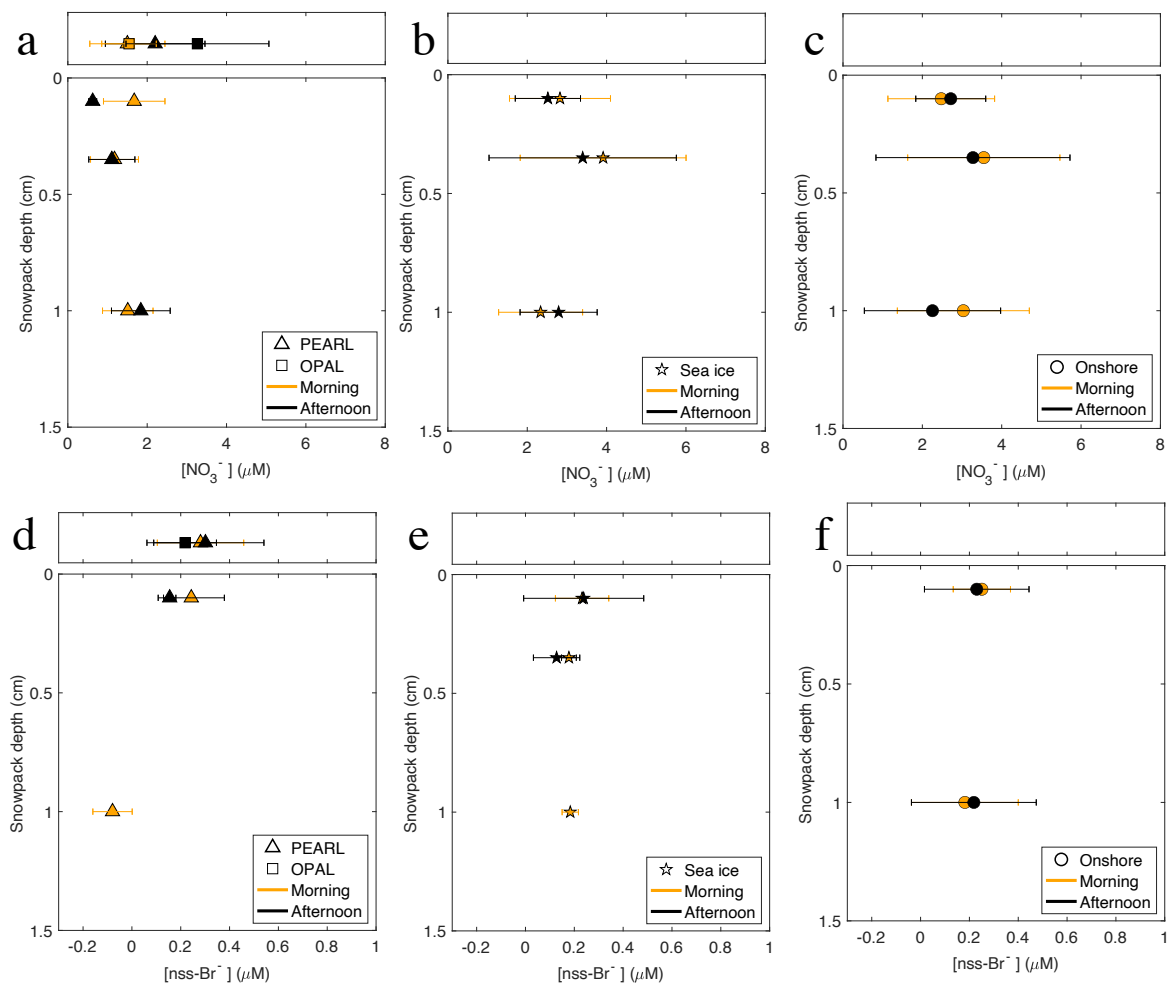 a
0
0.5
1
1.5
Snowpack depth (cm)
PEARL
OPAL
Morning
Afternoon
0 2 4 6 8
[NO₃⁻] (μM)
b
0
0.5
1
1.5
Snowpack depth (cm)
Sea ice
Morning
Afternoon
0 2 4 6 8
[NO₃⁻] (μM)
c
0
0.5
1
1.5
Snowpack depth (cm)
Onshore
Morning
Afternoon
0 2 4 6 8
[NO₃⁻] (μM)
d
0
0.5
1
1.5
Snowpack depth (cm)
PEARL
OPAL
Morning
Afternoon
-0.2 0 0.2 0.4 0.6 0.8 1
[nss-Br⁻] (μM)
e
0
0.5
1
1.5
Snowpack depth (cm)
Sea ice
Morning
Afternoon
-0.2 0 0.2 0.4 0.6 0.8 1
[nss-Br⁻] (μM)
f
0
0.5
1
1.5
Snowpack depth (cm)
Onshore
Morning
Afternoon
-0.2 0 0.2 0.4 0.6 0.8 1
[nss-Br⁻] (μM)